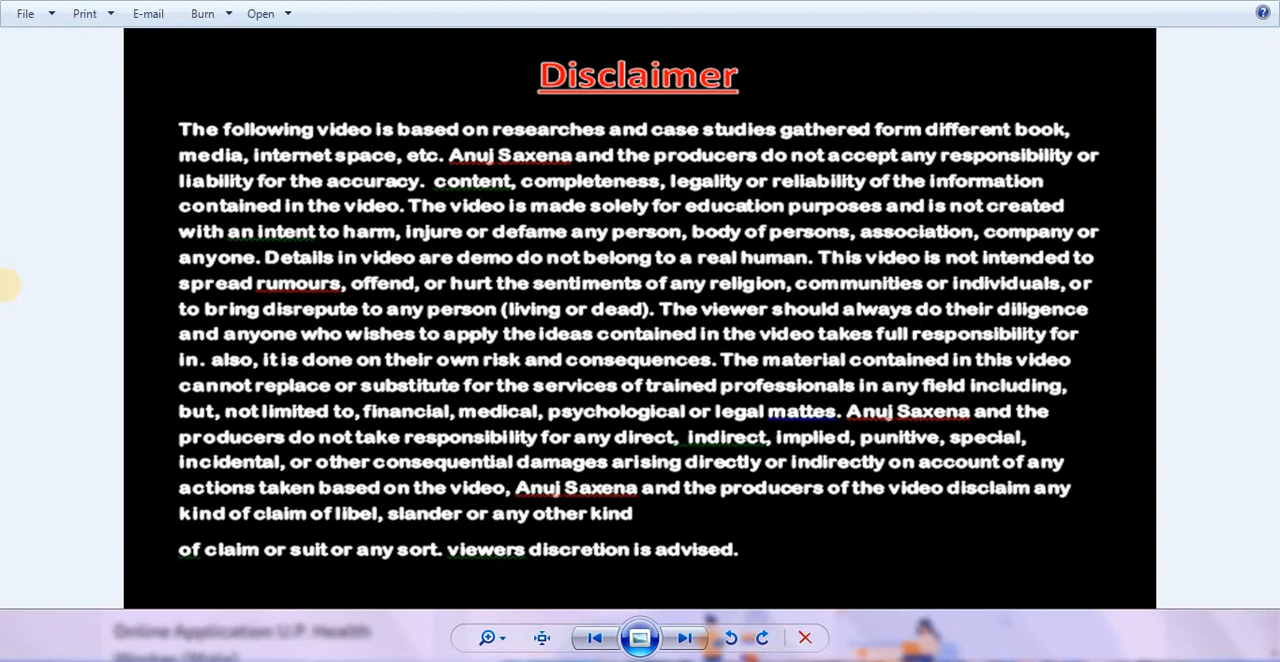 File Print E-mail Burn Open
Disclaimer
The following video is based on researches and case studies gathered form different book,
media, internet space, etc. Anuj Saxena and the producers do not accept any responsibility or
liability for the accuracy. content, completeness, legality or reliability of the information
contained in the video. The video is made solely for education purposes and is not created
with an intent to harm, injure or defame any person, body of persons, association, company or
anyone. Details in video are demo do not belong to a real human. This video is not intended to
spread rumours, offend, or hurt the sentiments of any religion, communities or individuals, or
to bring disrepute to any person (living or dead). The viewer should always do their diligence
and anyone who wishes to apply the ideas contained in the video takes full responsibility for
in. also, it is done on their own risk and consequences. The material contained in this video
cannot replace or substitute for the services of trained professionals in any field including,
but, not limited to, financial, medical, psychological or legal mattes. Anuj Saxena and the
producers do not take responsibility for any direct, indirect, implied, punitive, special,
incidental, or other consequential damages arising directly or indirectly on account of any
actions taken based on the video, Anuj Saxena and the producers of the video disclaim any
kind of claim of libel, slander or any other kind
of claim or suit or any sort. viewers discretion is advised.
Online Application U.P. Health
Worker (Male)